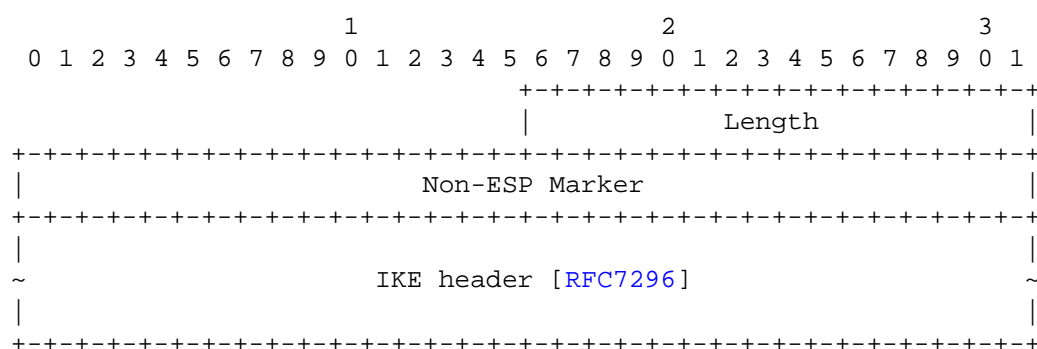 1                   2                   3
 0 1 2 3 4 5 6 7 8 9 0 1 2 3 4 5 6 7 8 9 0 1 2 3 4 5 6 7 8 9 0 1
                                +-+-+-+-+-+-+-+-+-+-+-+-+-+-+-+-+
                                |            Length             |
+-+-+-+-+-+-+-+-+-+-+-+-+-+-+-+-+-+-+-+-+-+-+-+-+-+-+-+-+-+-+-+-+
|                         Non-ESP Marker                        |
+-+-+-+-+-+-+-+-+-+-+-+-+-+-+-+-+-+-+-+-+-+-+-+-+-+-+-+-+-+-+-+-+
|                                                               |
~                      IKE header [RFC7296]                     ~
|                                                               |
+-+-+-+-+-+-+-+-+-+-+-+-+-+-+-+-+-+-+-+-+-+-+-+-+-+-+-+-+-+-+-+-+